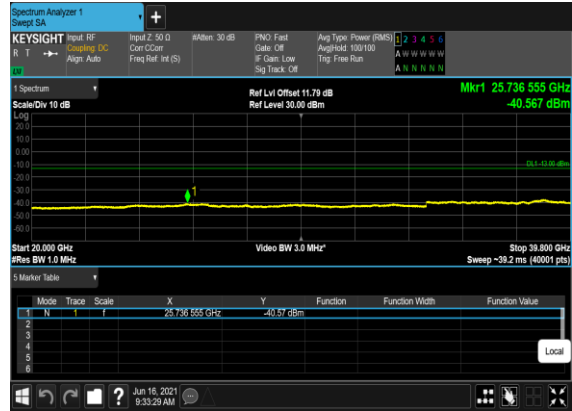 Spectrum Analyzer 1
Swept SA
+
KEYSIGHT Input: RF Input Z: 50 Ω #Atten: 30 dB PNO: Fast Avg Type: Power (RMS) 1 2 3 4 5 6
R T Coupling: DC Corr CCorr Gate: Off Avg|Hold: 100/100 A W W W W W
Align: Auto Freq Ref: Int (S) IF Gain: Low Trig: Free Run
Sig Track: Off A N N N N N
1 Spectrum Ref Lvl Offset 11.79 dB Mkr1 25.736 555 GHz
Scale/Div 10 dB Ref Level 30.00 dBm -40.567 dBm
Log
20.0
10.0
0.00
-10.0
DL1 -13.00 dBm
-20.0
-30.0
1
-40.0
-50.0
-60.0
Start 20.000 GHz Video BW 3.0 MHz* Stop 39.800 GHz
#Res BW 1.0 MHz Sweep ~39.2 ms (40001 pts)
5 Marker Table
Mode Trace Scale X Y Function Function Width Function Value
1 N 1 f 25.736 555 GHz -40.57 dBm
2
3
4
5
6
Local
? Jun 16, 2021
9:33:29 AM